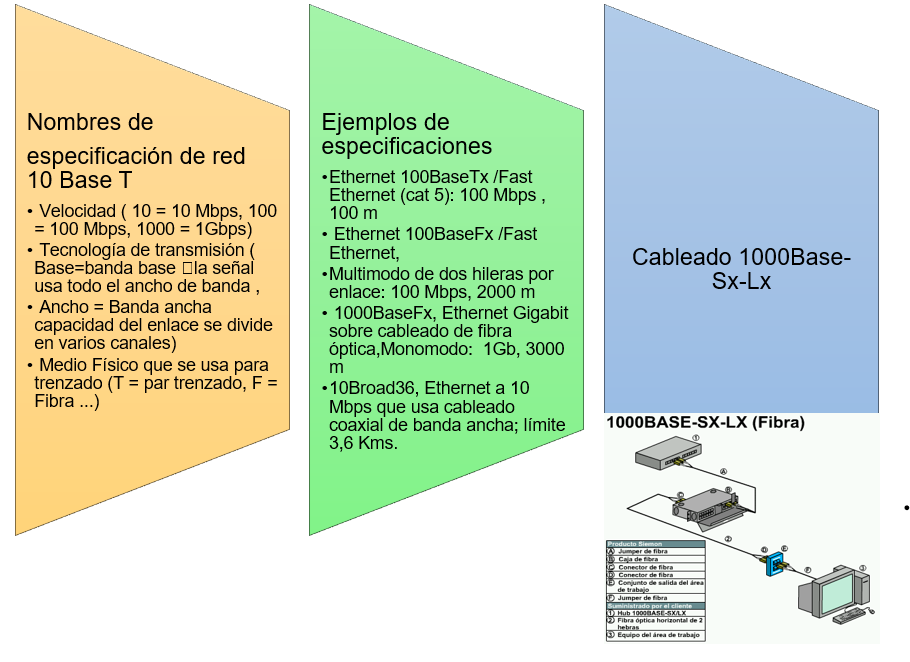 Nombres de
especificación de red
10 Base T
• Velocidad ( 10 = 10 Mbps, 100
= 100 Mbps, 1000 = 1Gbps)
• Tecnología de transmisión (
Base=banda base la señal
usa todo el ancho de banda ,
• Ancho = Banda ancha
capacidad del enlace se divide
en varios canales)
• Medio Físico que se usa para
trenzado (T = par trenzado, F =
Fibra ...)
Ejemplos de
especificaciones
•Ethernet 100BaseTx /Fast
Ethernet (cat 5): 100 Mbps ,
100 m
• Ethernet 100BaseFx /Fast
Ethernet,
•Multimodo de dos hileras por
enlace: 100 Mbps, 2000 m
• 1000BaseFx, Ethernet Gigabit
sobre cableado de fibra
óptica,Monomodo: 1Gb, 3000
m
•10Broad36, Ethernet a 10
Mbps que usa cableado
coaxial de banda ancha; límite
3,6 Kms.
Cableado 1000Base-
Sx-Lx
1000BASE-SX-LX (Fibra)
1
A
C
B
2
D
E
F
3
Producto Siemon
A Jumper de fibra
B Caja de fibra
C Conector de fibra
D Conector de fibra
E Conjunto de salida del área
de trabajo
F Jumper de fibra
Suministrado por el cliente
1 Hub 1000BASE-SX/LX
2 Fibra óptica horizontal de 2
hebras
3 Equipo del área de trabajo
•